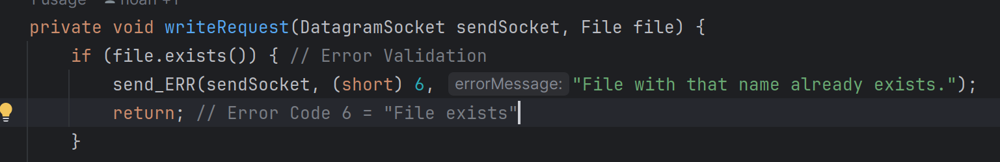 1 usage noah +1
private void writeRequest(DatagramSocket sendSocket, File file) {
if (file.exists()) { // Error Validation
send_ERR(sendSocket, (short) 6, errorMessage: "File with that name already exists.");
return; // Error Code 6 = "File exists"
}